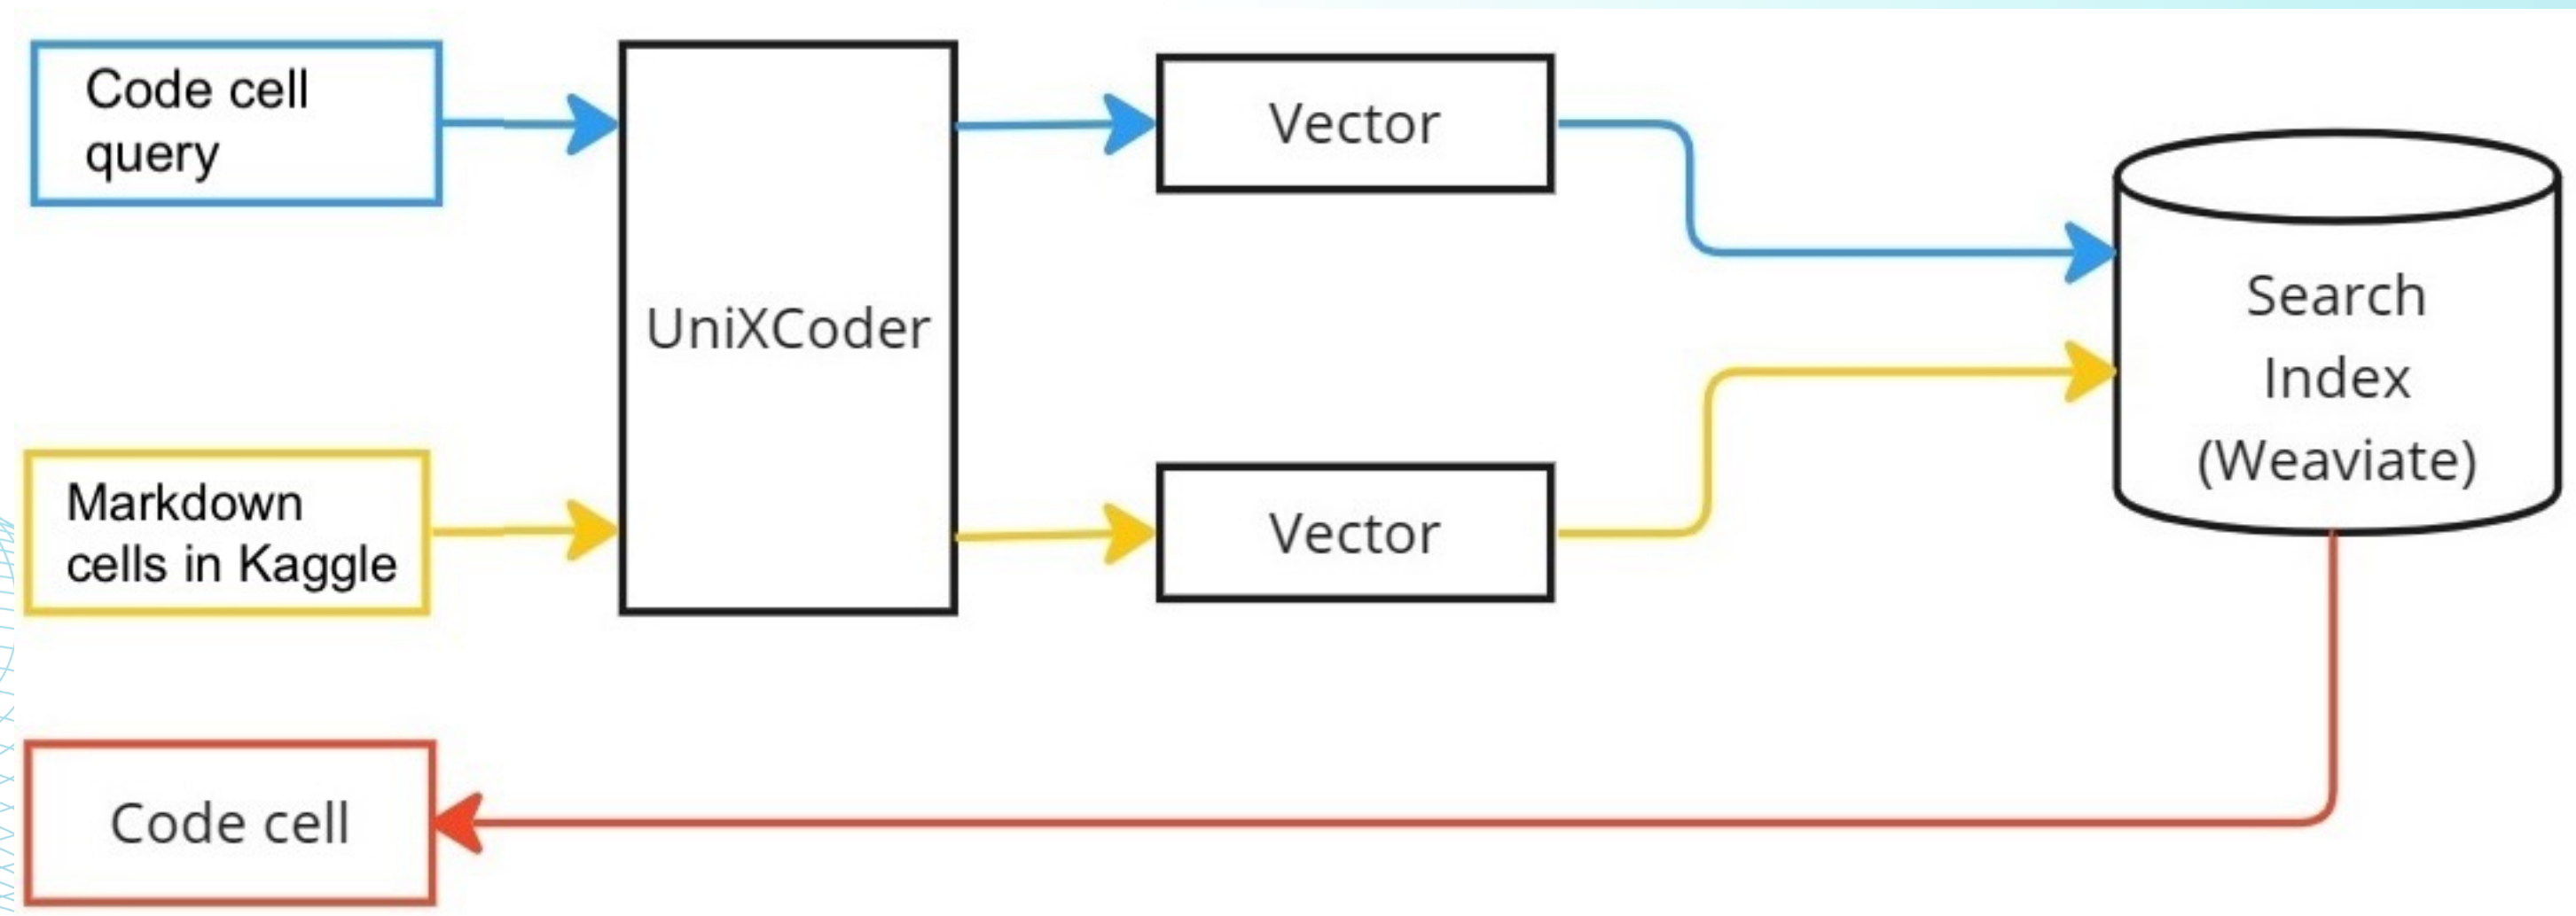 Code cell
query
UniXCoder
Vector
Search
Index
(Weaviate)
Markdown
cells in Kaggle
Vector
Code cell